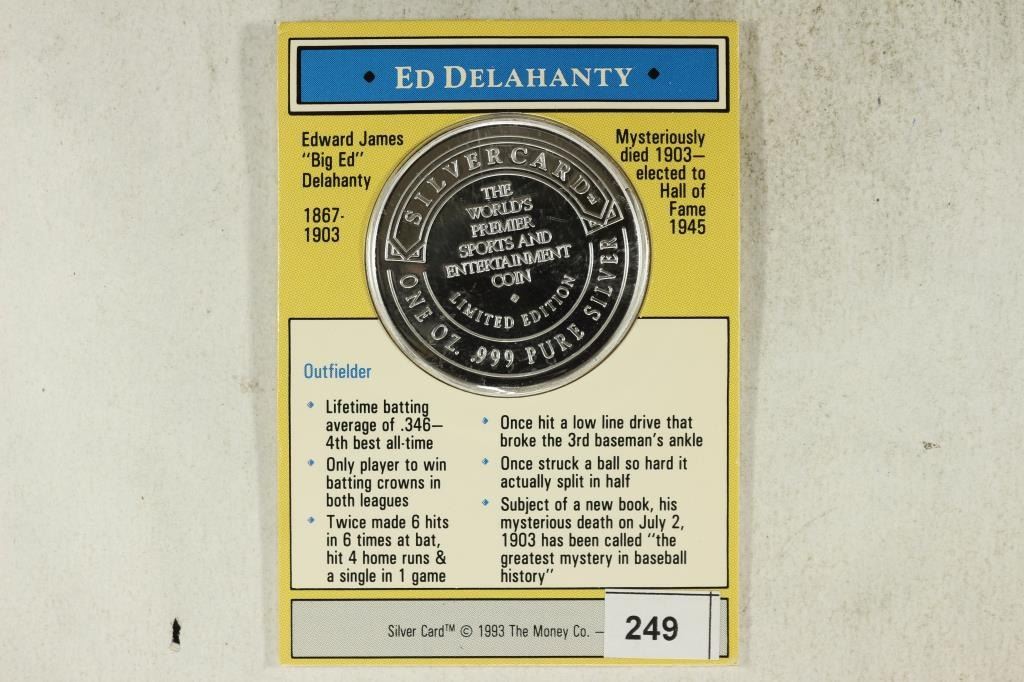 ED DELAHANTY
Edward James
"Big Ed"
Delahanty
1867-
1903
Mysteriously
died 1903—
elected to
Hall of
Fame
1945
SILVERCARD™
THE
WORLD'S
PREMIER
SPORTS AND
ENTERTAINMENT
COIN
LIMITED EDITION
ONE OZ. .999 PURE SILVER
Outfielder
Lifetime batting
average of .346—
4th best all-time
Only player to win
batting crowns in
both leagues
Twice made 6 hits
in 6 times at bat,
hit 4 home runs &
a single in 1 game
Once hit a low line drive that
broke the 3rd baseman's ankle
Once struck a ball so hard it
actually split in half
Subject of a new book, his
mysterious death on July 2,
1903 has been called "the
greatest mystery in baseball
history"
Silver Card™ © 1993 The Money Co. —
249